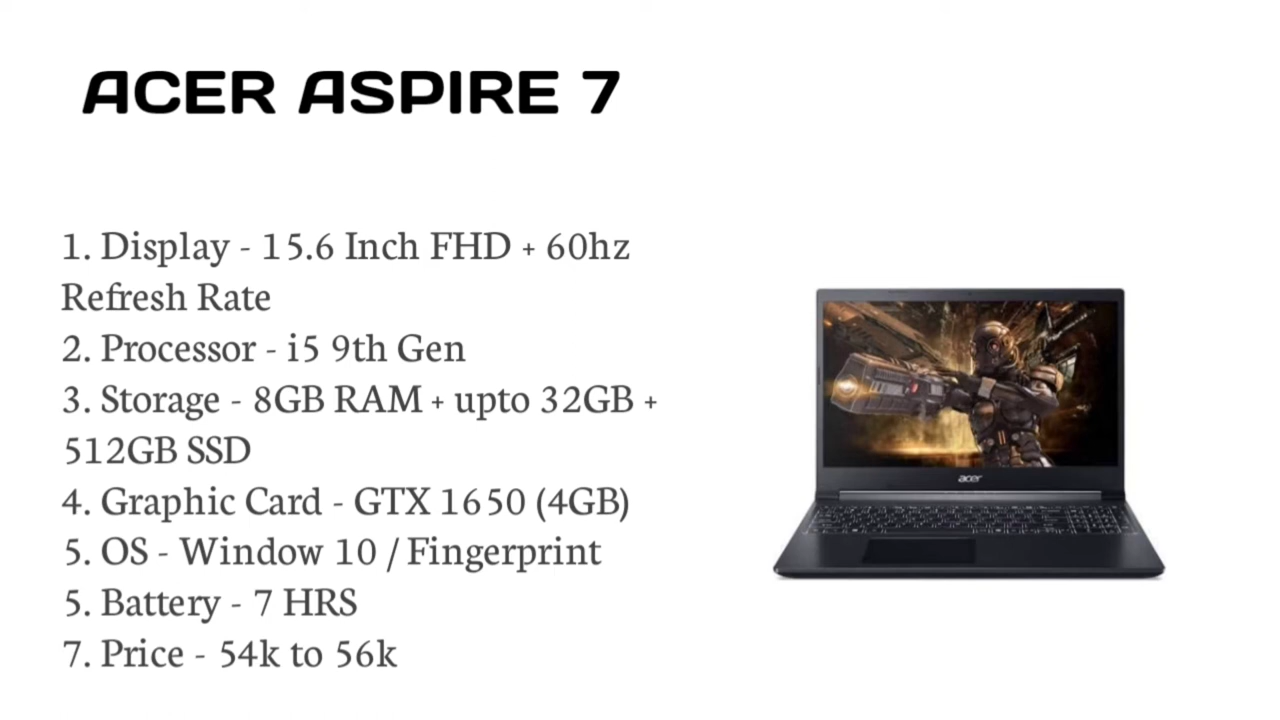 ACER ASPIRE 7
1. Display - 15.6 Inch FHD + 60hz
Refresh Rate
2. Processor - i5 9th Gen
3. Storage - 8GB RAM + upto 32GB +
512GB SSD
4. Graphic Card - GTX 1650 (4GB)
5. OS - Window 10 / Fingerprint
5. Battery - 7 HRS
7. Price - 54k to 56k
acer